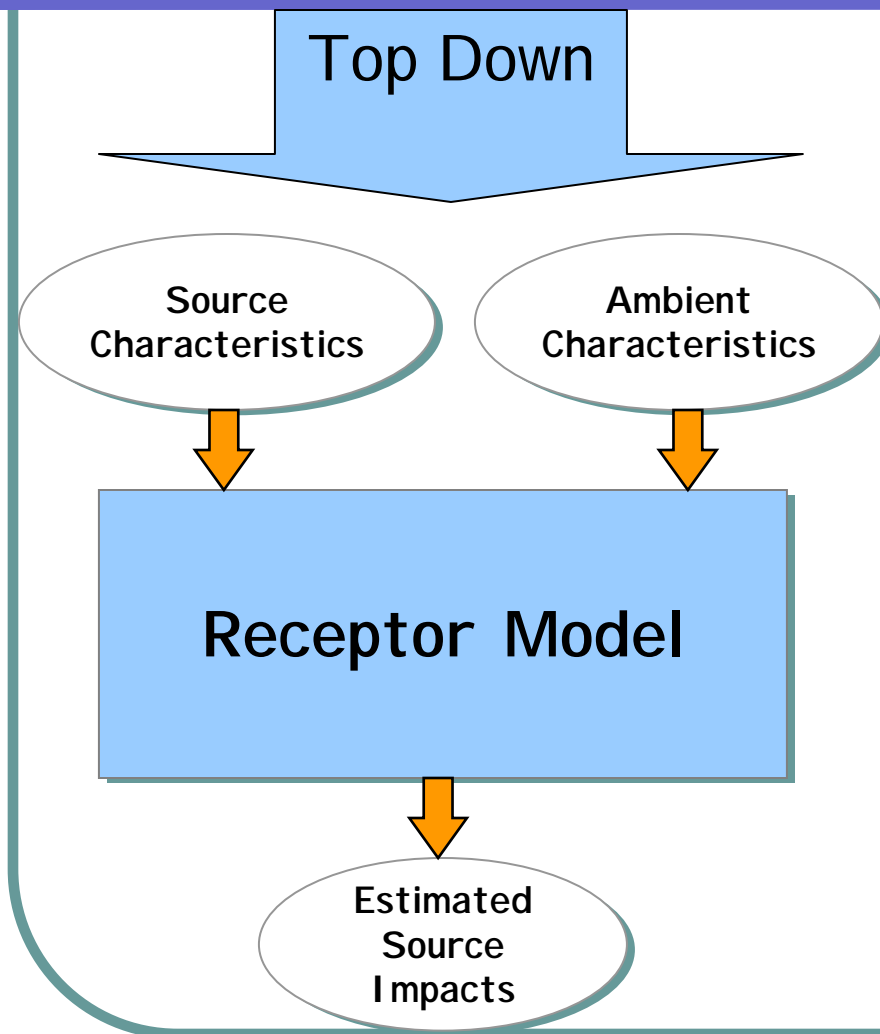 Top Down
Source
Characteristics
Ambient
Characteristics
Receptor Model
Estimated
Source
Impacts